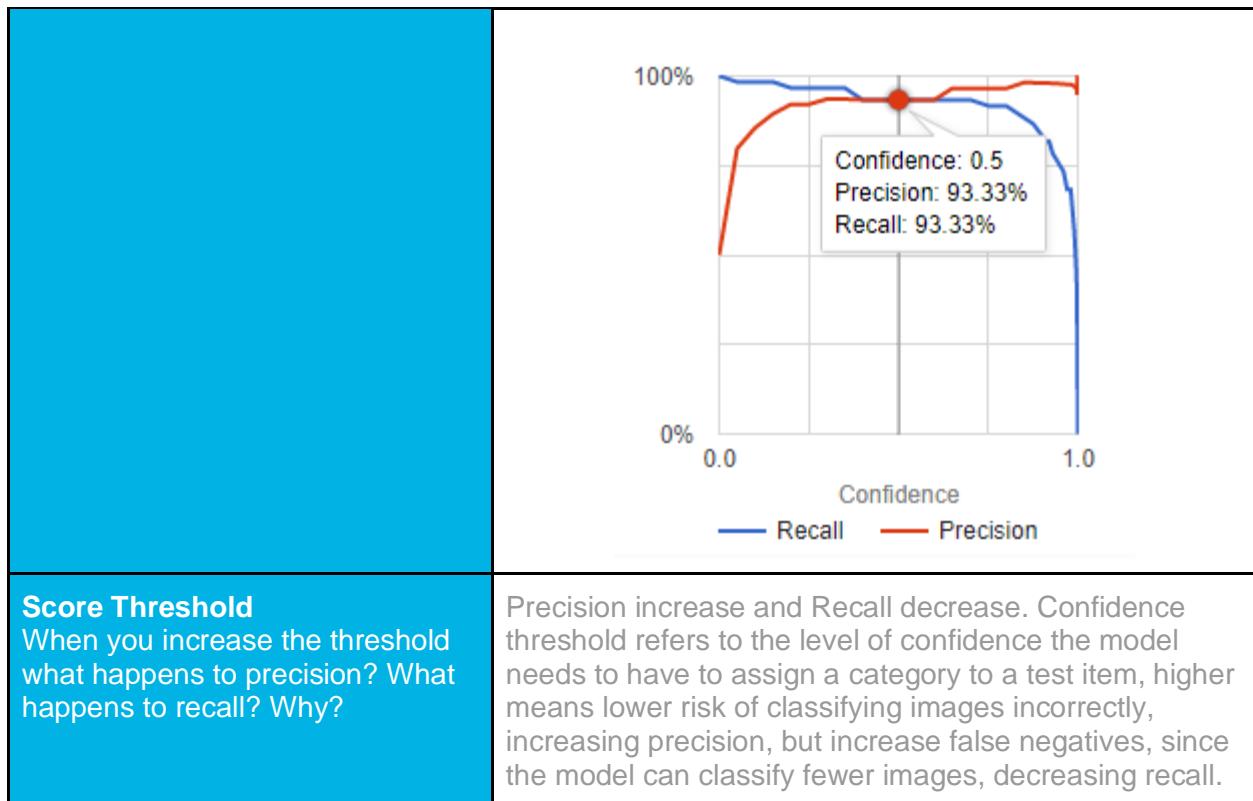 100%
Confidence: 0.5
Precision: 93.33%
Recall: 93.33%
0%
0.0 1.0
Confidence
Recall Precision
Score Threshold
When you increase the threshold
what happens to precision? What
happens to recall? Why?
Precision increase and Recall decrease. Confidence
threshold refers to the level of confidence the model
needs to have to assign a category to a test item, higher
means lower risk of classifying images incorrectly,
increasing precision, but increase false negatives, since
the model can classify fewer images, decreasing recall.